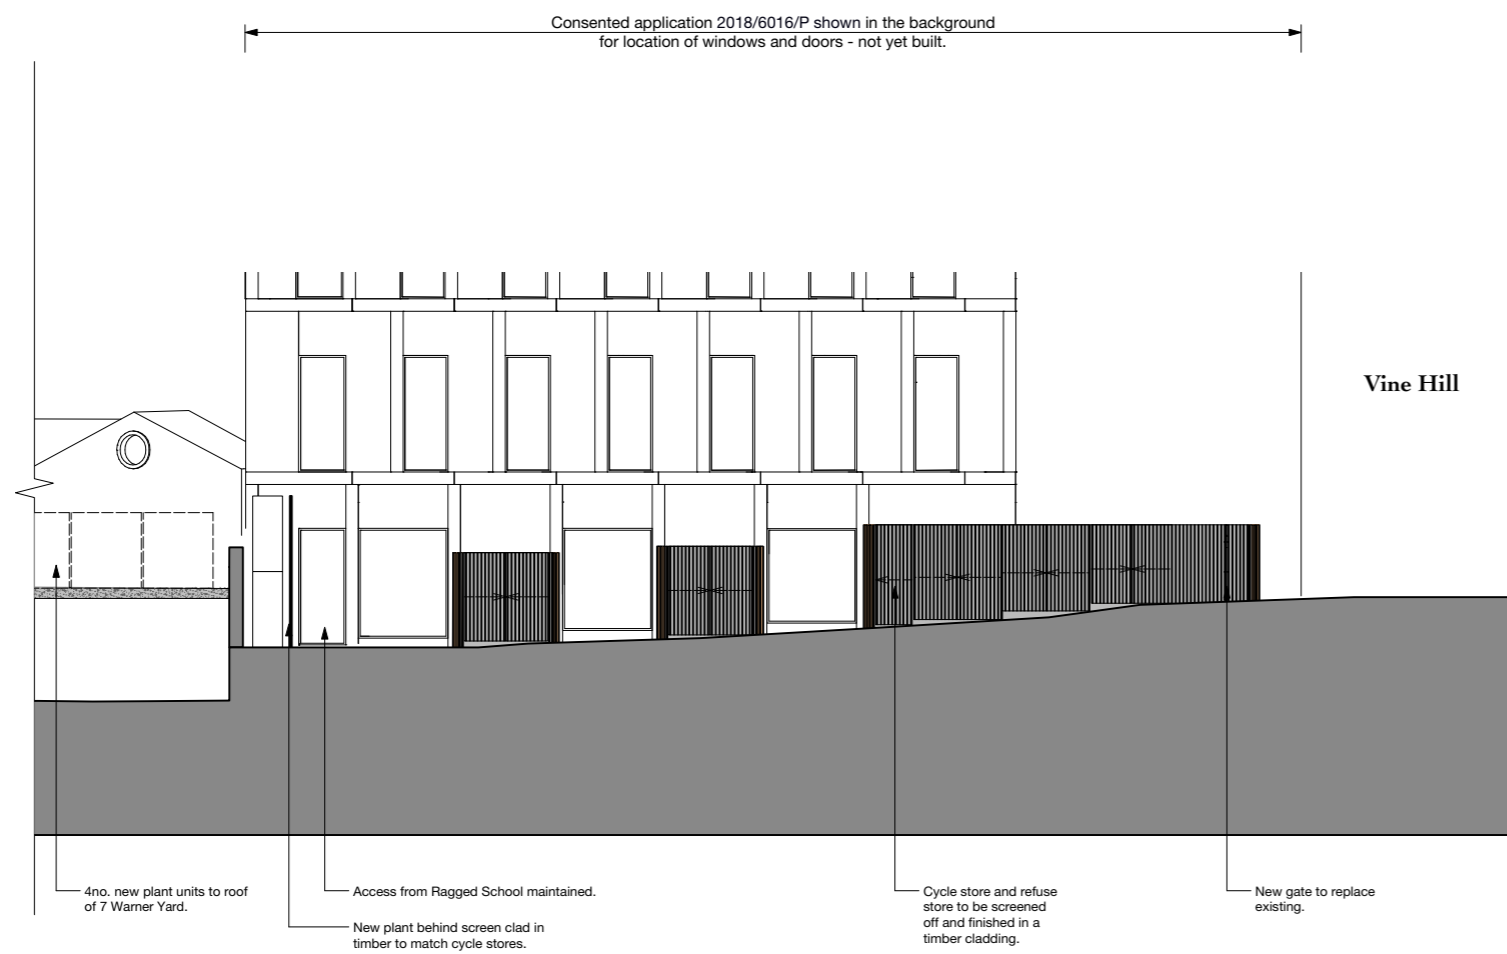 Consented application 2018/6016/P shown in the background
for location of windows and doors - not yet built.
Vine Hill
4no. new plant units to roof
of 7 Warner Yard.
Access from Ragged School maintained.
New plant behind screen clad in
timber to match cycle stores.
Cycle store and refuse
store to be screened
off and finished in a
timber cladding.
New gate to replace
existing.